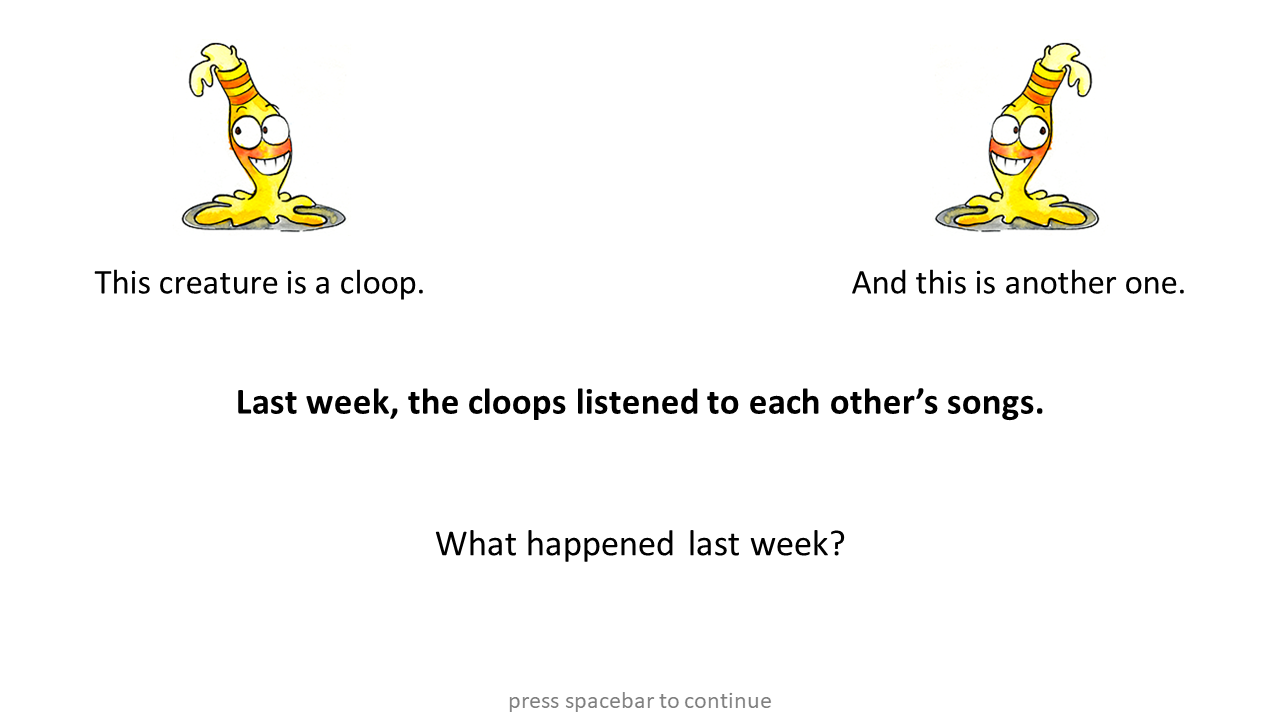 This creature is a cloop.
And this is another one.
Last week, the cloops listened to each other’s songs.
What happened last week?
press spacebar to continue